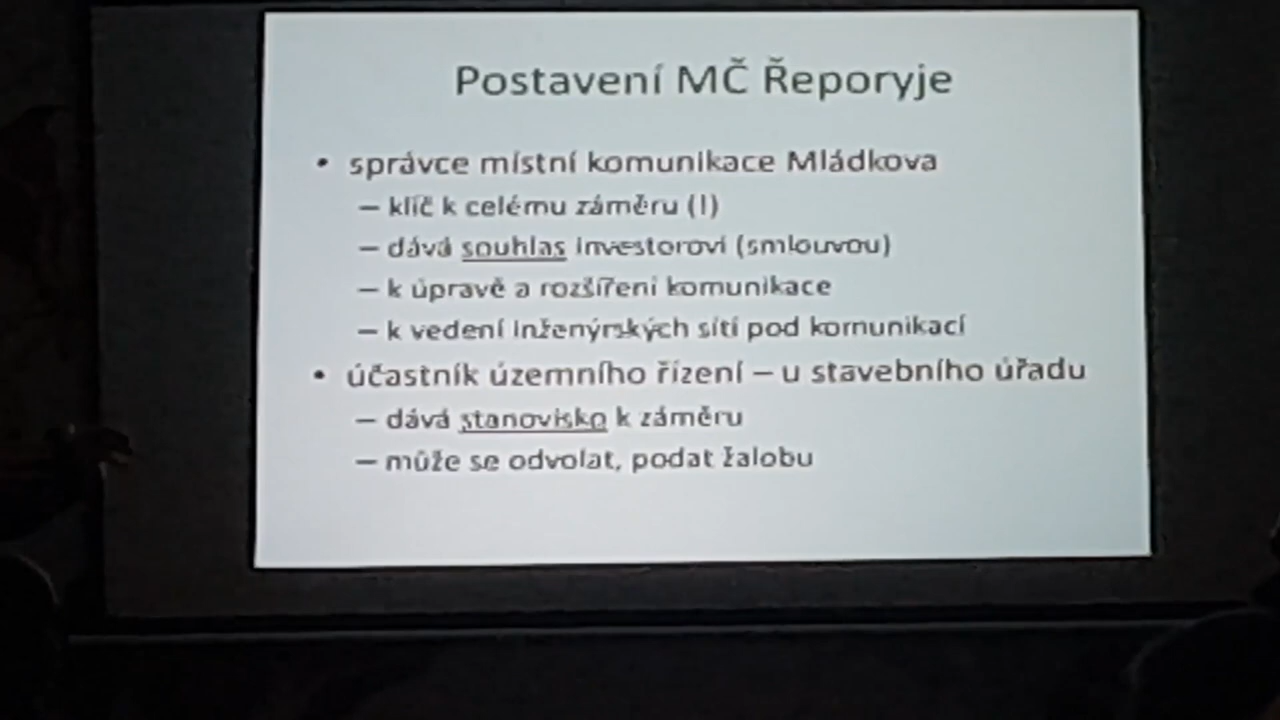 Postavení MČ Řeporyje
• správce místní komunikace Mládkova
– klíč k celému záměru (!)
– dává souhlas investorovi (smlouvou)
– k úpravě a rozšíření komunikace
– k vedení inženýrských sítí pod komunikací
• účastník územního řízení – u stavebního úřadu
– dává stanovisko k záměru
– může se odvolat, podat žalobu